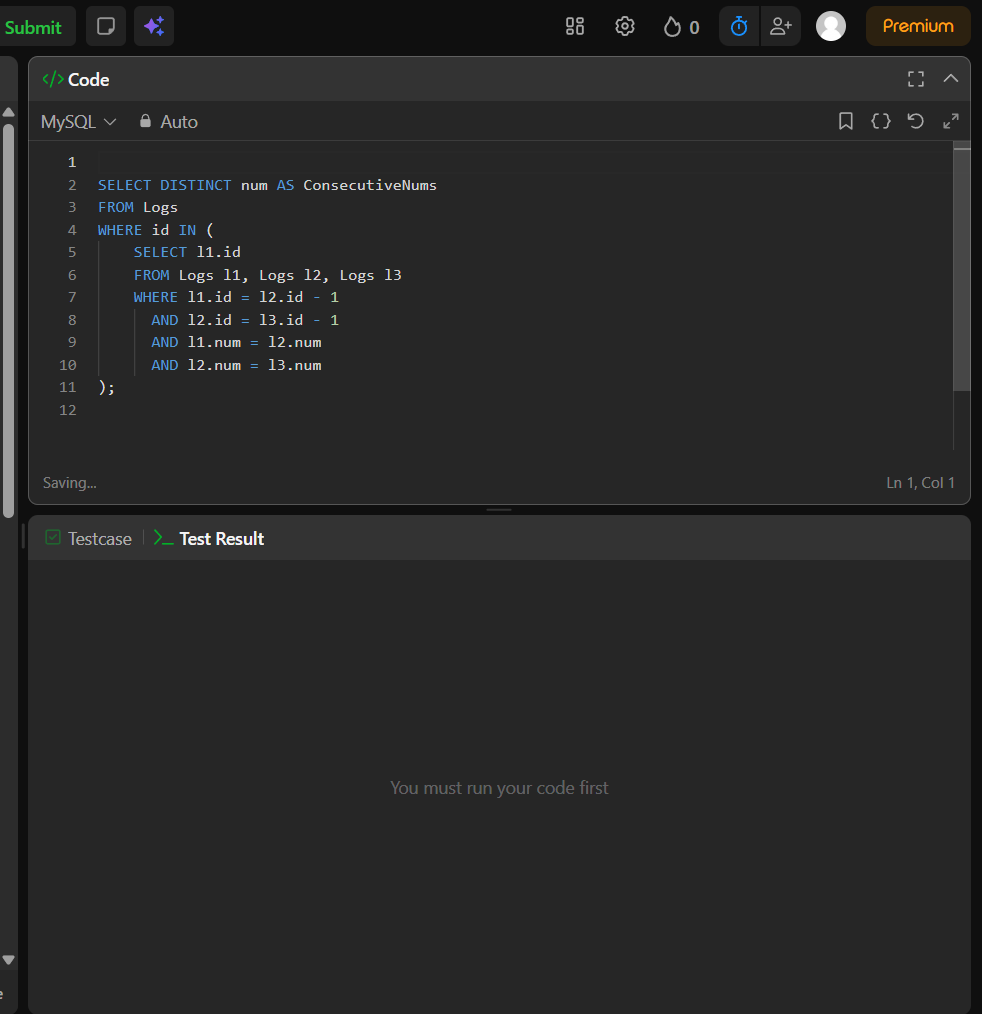 Submit 0 Premium
</> Code
MySQL Auto
1
2 SELECT DISTINCT num AS ConsecutiveNums
3 FROM Logs
4 WHERE id IN (
5 SELECT l1.id
6 FROM Logs l1, Logs l2, Logs l3
7 WHERE l1.id = l2.id - 1
8 AND l2.id = l3.id - 1
9 AND l1.num = l2.num
10 AND l2.num = l3.num
11 );
12
Saving... Ln 1, Col 1
Testcase | >_ Test Result
You must run your code first